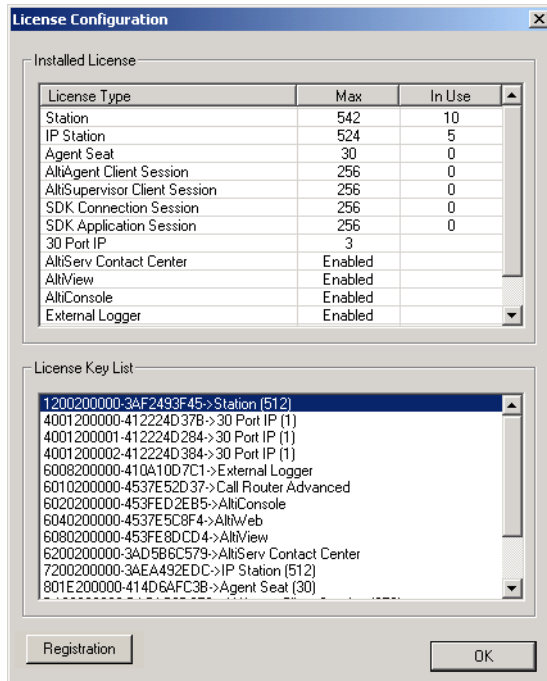 License Configuration
Installed License
License Type Max In Use
Station 542 10
IP Station 524 5
Agent Seat 30 0
AltiAgent Client Session 256 0
AltiSupervisor Client Session 256 0
SDK Connection Session 256 0
SDK Application Session 256 0
30 Port IP 3
AltiServ Contact Center Enabled
AltiView Enabled
AltiConsole Enabled
External Logger Enabled
License Key List
1200200000-3AF2493F45->Station (512)
4001200000-412224D37B->30 Port IP (1)
4001200001-412224D284->30 Port IP (1)
4001200002-412224D384->30 Port IP (1)
6008200000-410A10D7C1->External Logger
6010200000-4537E52D37->Call Router Advanced
6020200000-453FED2EB5->AltiConsole
6040200000-4537E5C8F4->AltiWeb
6080200000-453FE8DCD4->AltiView
6200200000-3AD5B6C579->AltiServ Contact Center
7200200000-3AEA492EDC->IP Station (512)
801E200000-414D6AFC3B->Agent Seat (30)
Registration
OK